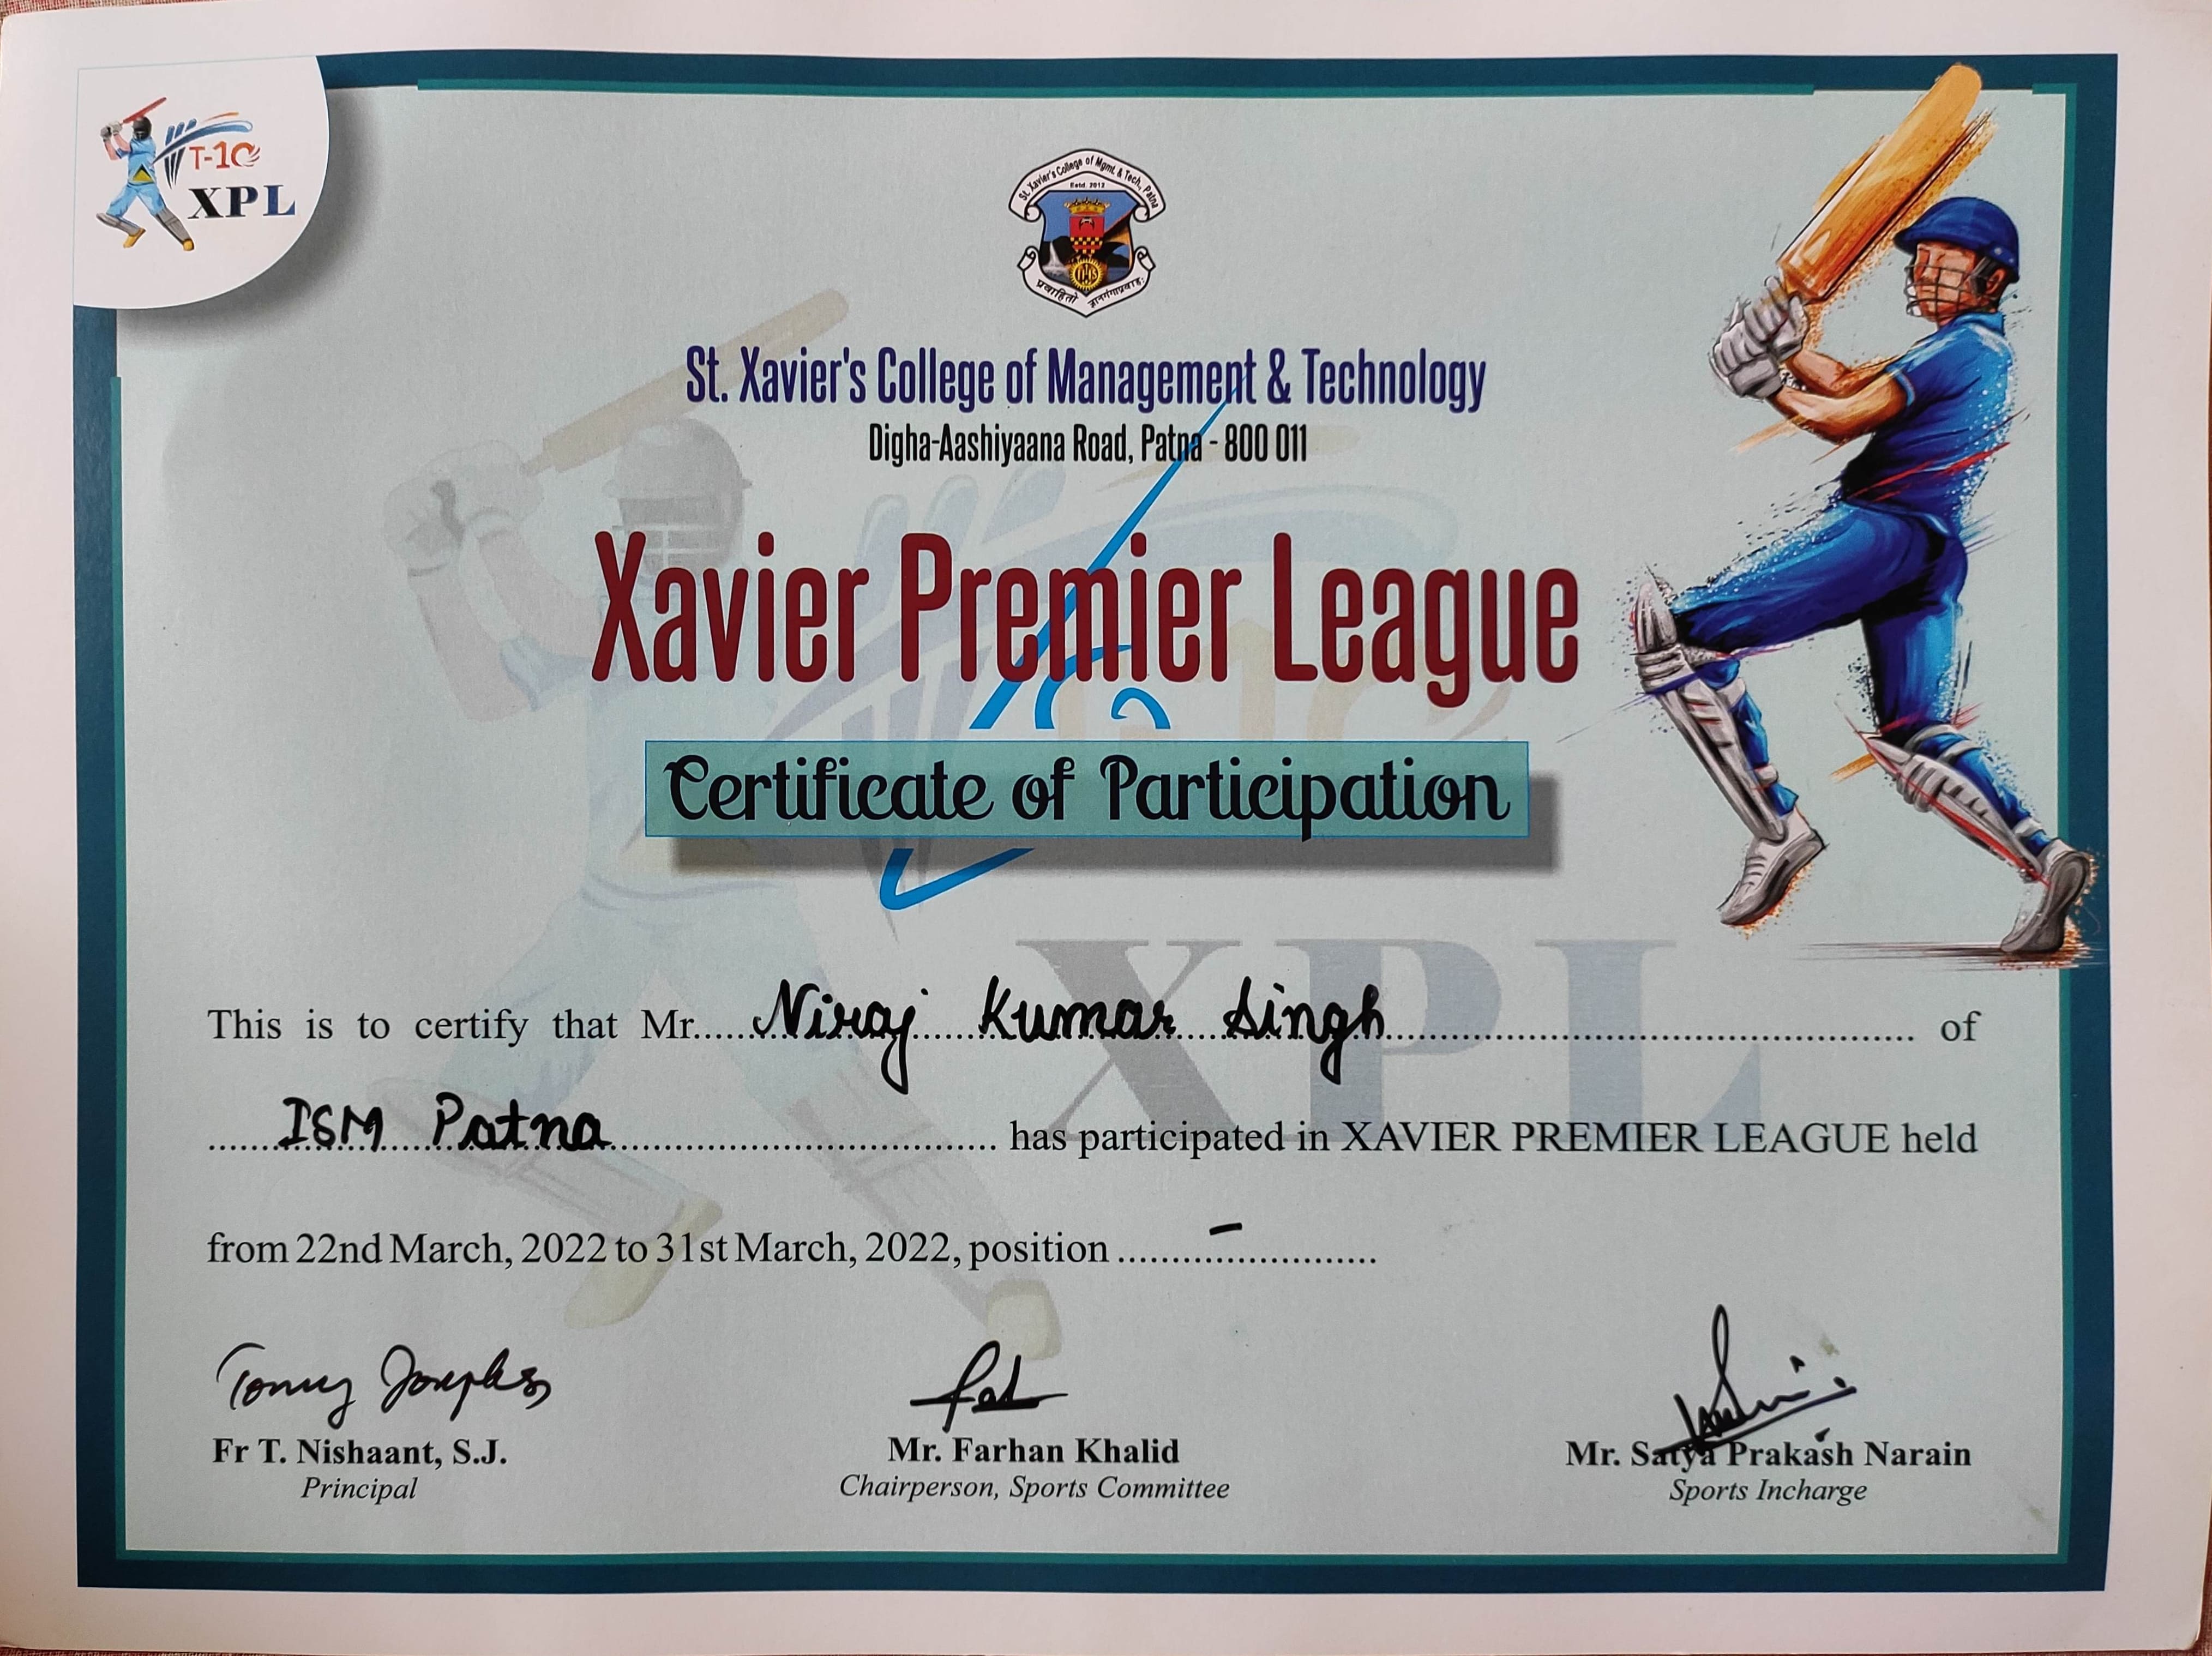 T-10
XPL
St. Xavier's College of Mgmt. & Tech., Patna
Estd. 2012
प्रवाहितो ज्ञानगंगाप्रवाहः
St. Xavier's College of Management & Technology
Digha-Aashiyaana Road, Patna - 800 011
Xavier Premier League
Certificate of Participation
XPL
This is to certify that Mr..... Niraj Kumar Singh ..... of
..... ISM Patna ..... has participated in XAVIER PREMIER LEAGUE held
from 22nd March, 2022 to 31st March, 2022, position ..... - .....
Fr T. Nishaant, S.J.
Principal
Mr. Farhan Khalid
Chairperson, Sports Committee
Mr. Satya Prakash Narain
Sports Incharge